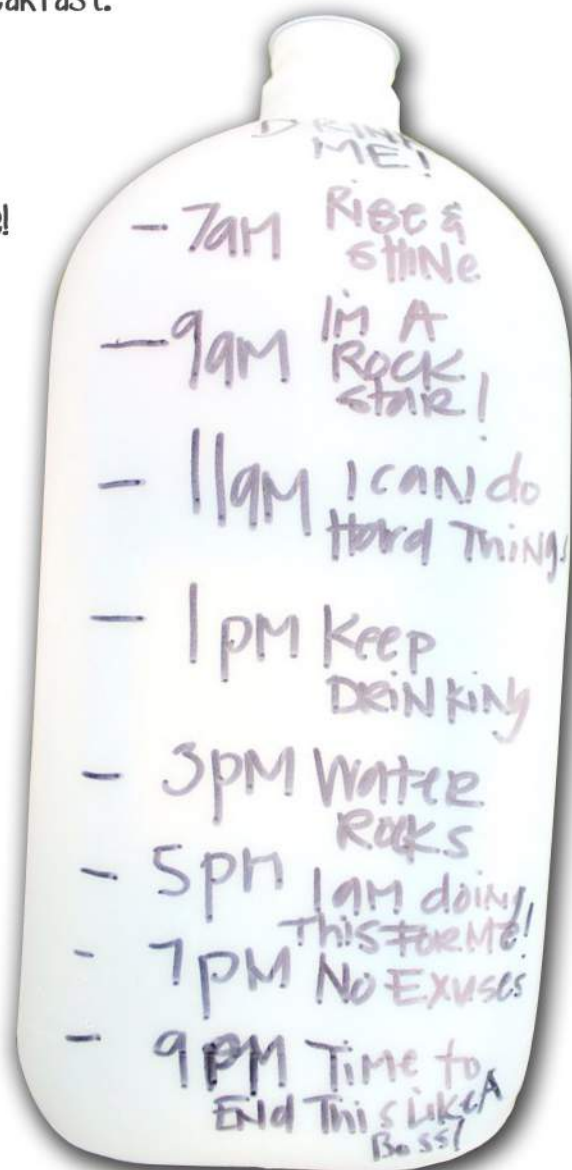 DRINK
ME!
- 7am Rise &
shine
- 9am Im A
Rock
star!
- 11am I can do
Hard Things
- 1pm Keep
DRINKING
- 3pm Water
Rocks
- 5pm I am doing
This FOR Me!
- 7pm No Exuses
- 9pm Time to
End This Like A
Boss!